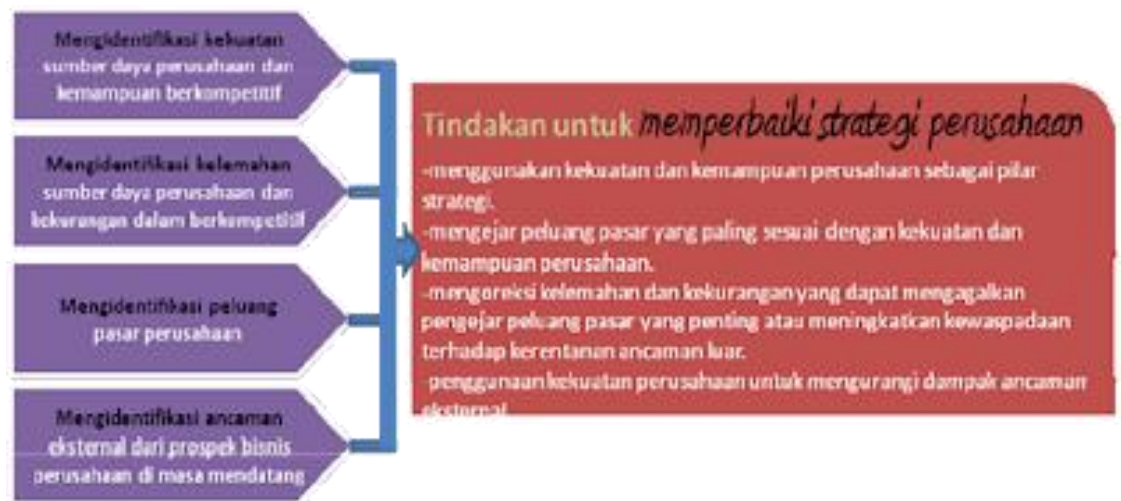 Mengidentifikasi kekuatan
sumber daya perusahaan dan
kemampuan berkompetitif
Mengidentifikasi kelemahan
sumber daya perusahaan dan
kekurangan dalam berkompetitif
Mengidentifikasi peluang
pasar perusahaan
Mengidentifikasi ancaman
eksternal dari prospek bisnis
perusahaan di masa mendatang
Tindakan untuk memperbaiki strategi perusahaan
-menggunakan kekuatan dan kemampuan perusahaan sebagai pilar
strategi.
-mengejar peluang pasar yang paling sesuai dengan kekuatan dan
kemampuan perusahaan.
-mengoreksi kelemahan dan kekurangan yang dapat mengagalkan
pengejar peluang pasar yang penting atau meningkatkan kewaspadaan
terhadap kerentanan ancaman luar.
-penggunaan kekuatan perusahaan untuk mengurangi dampak ancaman
eksternal